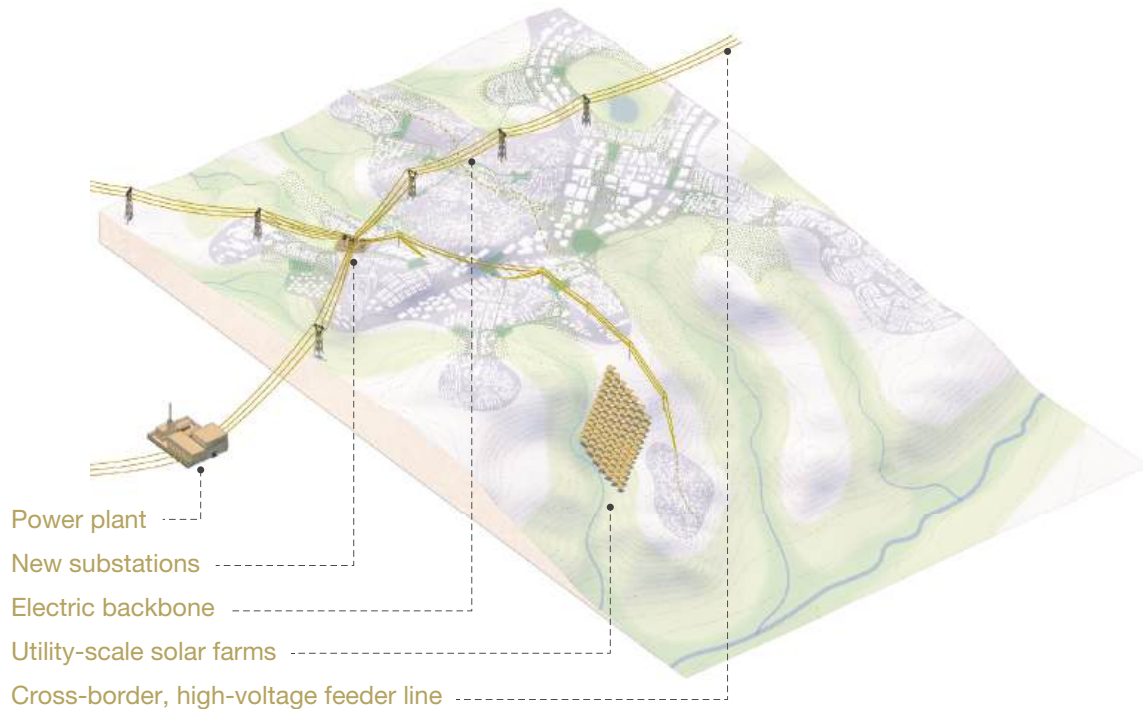 Power plant
New substations
Electric backbone
Utility-scale solar farms
Cross-border, high-voltage feeder line